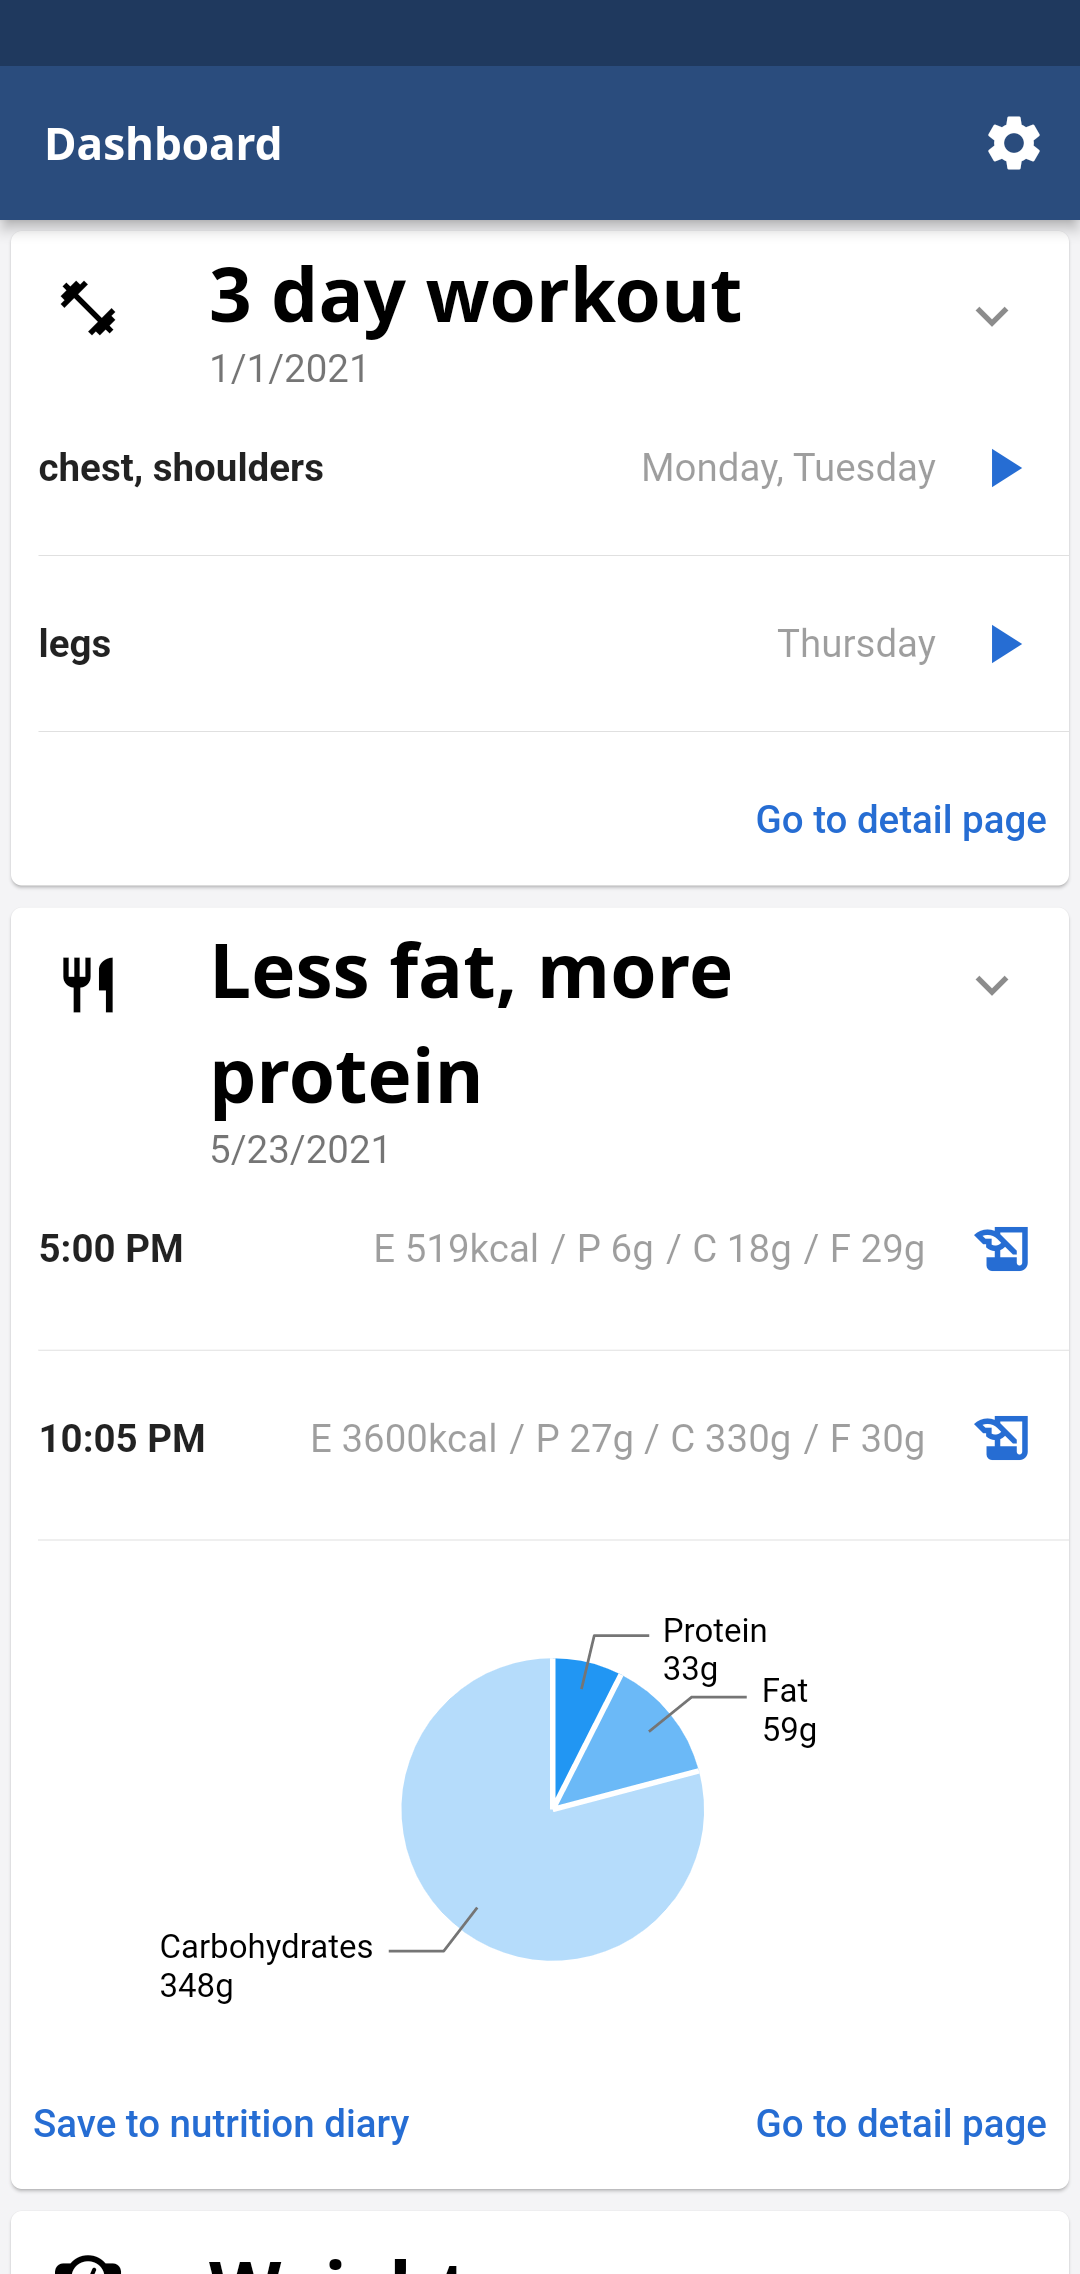 Dashboard
3 day workout
1/1/2021
chest, shoulders Monday, Tuesday
legs Thursday
Go to detail page
Less fat, more
protein
5/23/2021
5:00 PM E 519kcal / P 6g / C 18g / F 29g
10:05 PM E 3600kcal / P 27g / C 330g / F 30g
Protein
33g
Fat
59g
Carbohydrates
348g
Save to nutrition diary Go to detail page
Weight